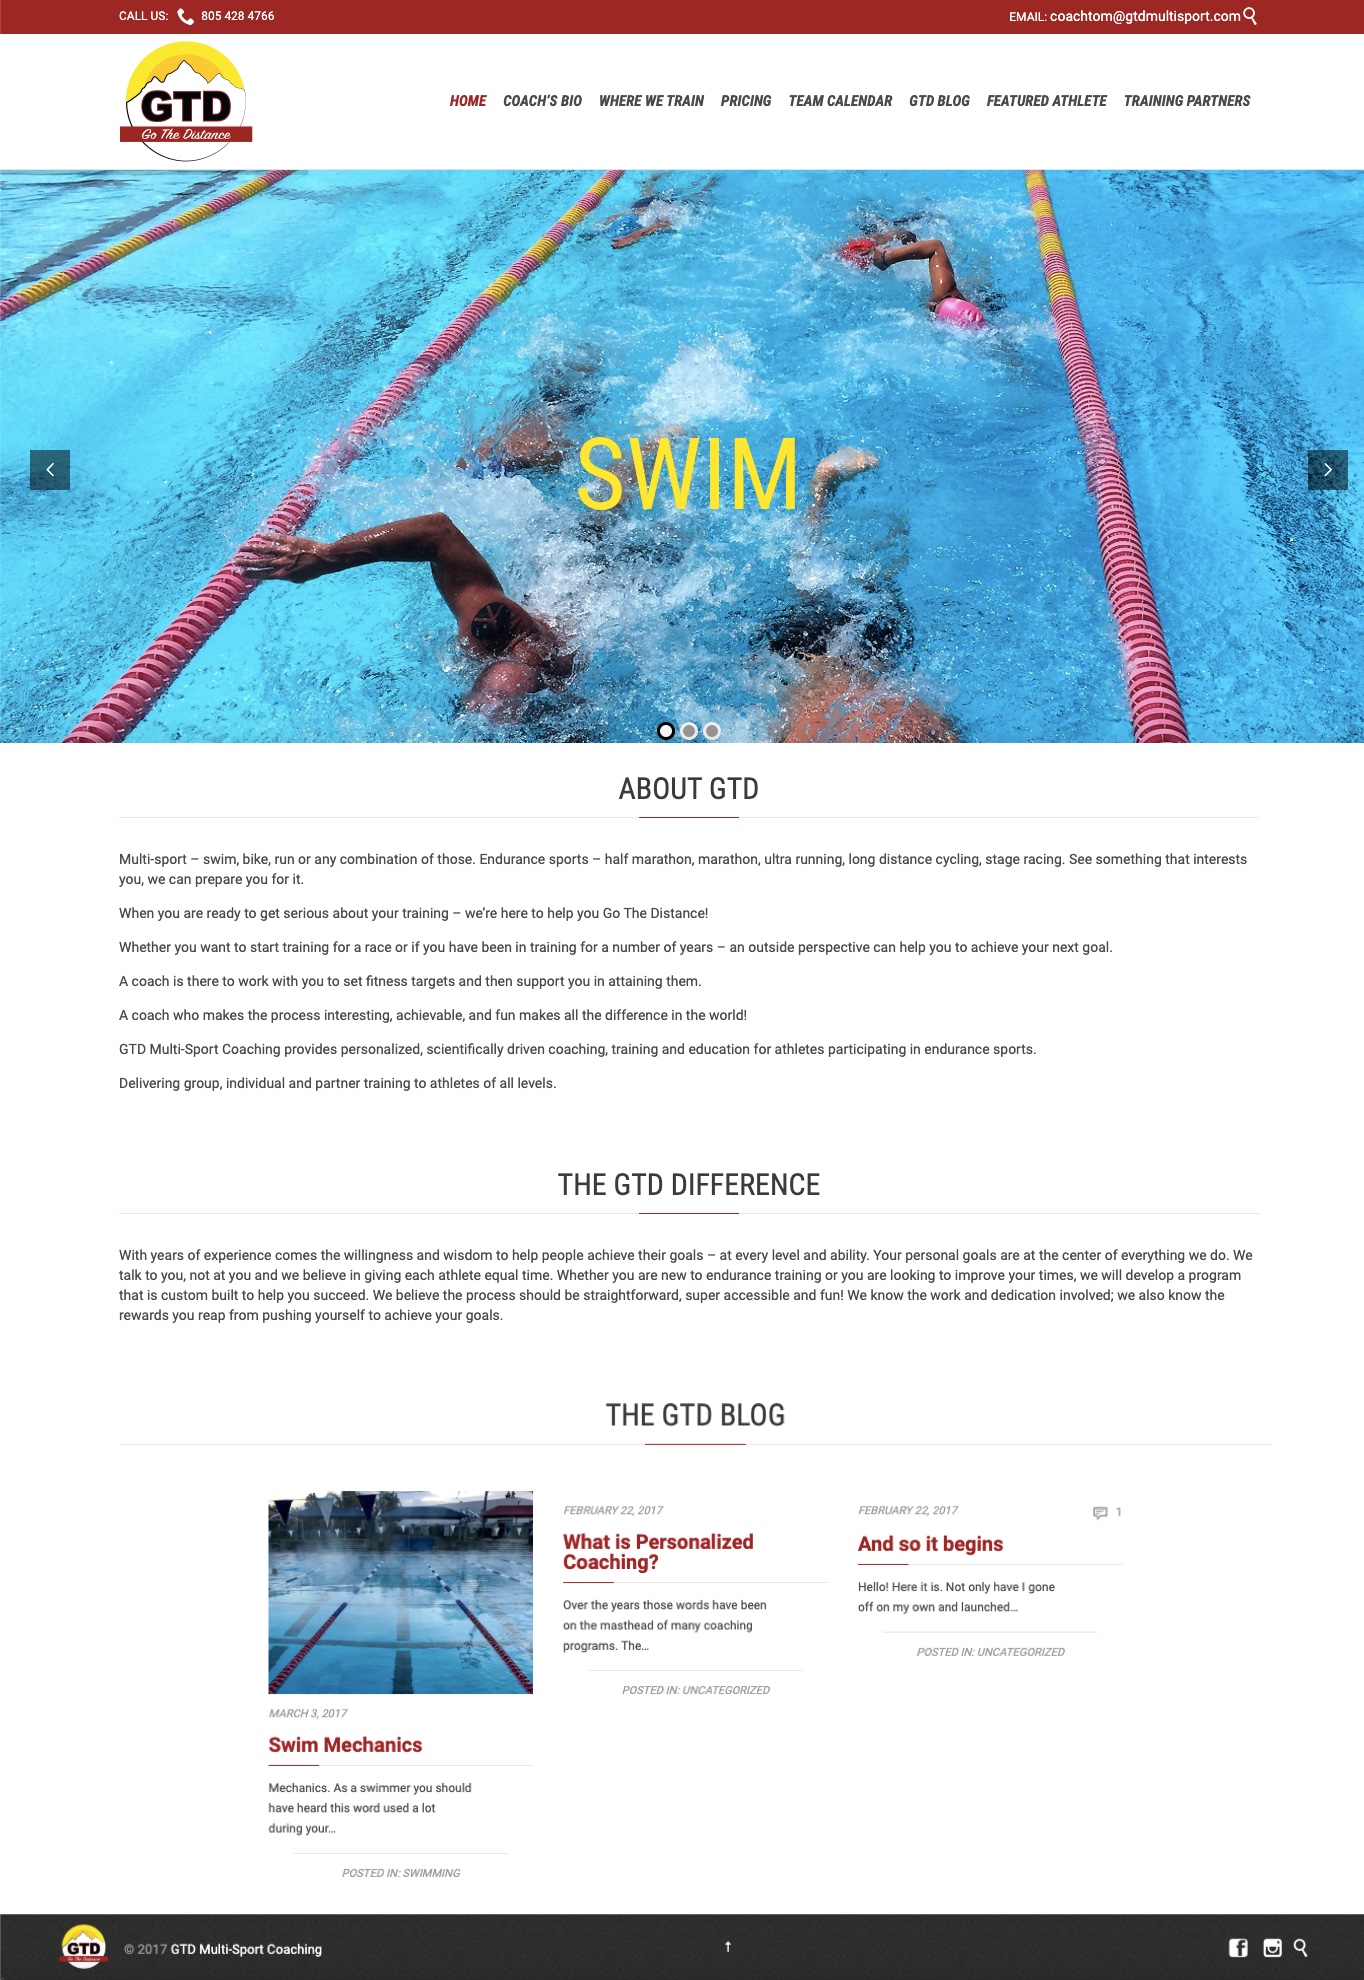 CALL US: 805 428 4766
EMAIL: coachtom@gtdmultisport.com
GTD
Go The Distance
HOME COACH'S BIO WHERE WE TRAIN PRICING TEAM CALENDAR GTD BLOG FEATURED ATHLETE TRAINING PARTNERS
SWIM
ABOUT GTD
Multi-sport – swim, bike, run or any combination of those. Endurance sports – half marathon, marathon, ultra running, long distance cycling, stage racing. See something that interests
you, we can prepare you for it.
When you are ready to get serious about your training – we're here to help you Go The Distance!
Whether you want to start training for a race or if you have been in training for a number of years – an outside perspective can help you to achieve your next goal.
A coach is there to work with you to set fitness targets and then support you in attaining them.
A coach who makes the process interesting, achievable, and fun makes all the difference in the world!
GTD Multi-Sport Coaching provides personalized, scientifically driven coaching, training and education for athletes participating in endurance sports.
Delivering group, individual and partner training to athletes of all levels.
THE GTD DIFFERENCE
With years of experience comes the willingness and wisdom to help people achieve their goals – at every level and ability. Your personal goals are at the center of everything we do. We
talk to you, not at you and we believe in giving each athlete equal time. Whether you are new to endurance training or you are looking to improve your times, we will develop a program
that is custom built to help you succeed. We believe the process should be straightforward, super accessible and fun! We know the work and dedication involved; we also know the
rewards you reap from pushing yourself to achieve your goals.
THE GTD BLOG
MARCH 3, 2017
Swim Mechanics
Mechanics. As a swimmer you should
have heard this word used a lot
during your...
POSTED IN: SWIMMING
FEBRUARY 22, 2017
What is Personalized
Coaching?
Over the years those words have been
on the masthead of many coaching
programs. The...
POSTED IN: UNCATEGORIZED
FEBRUARY 22, 2017 1
And so it begins
Hello! Here it is. Not only have I gone
off on my own and launched...
POSTED IN: UNCATEGORIZED
GTD
Go The Distance
© 2017 GTD Multi-Sport Coaching